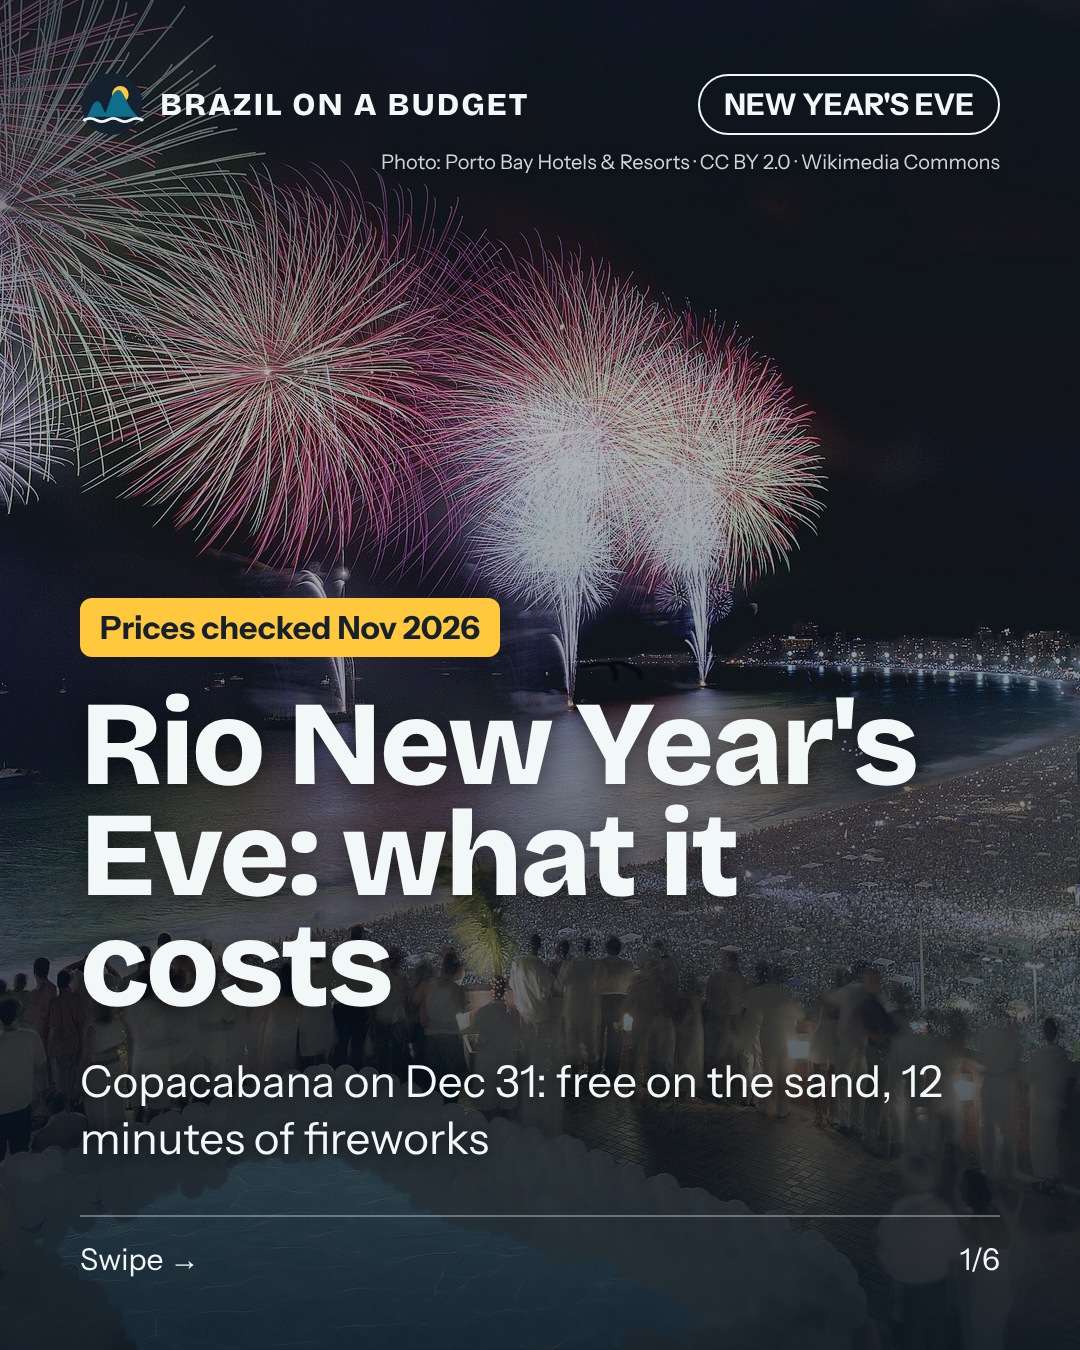 BRAZIL ON A BUDGET
NEW YEAR'S EVE
Photo: Porto Bay Hotels & Resorts · CC BY 2.0 · Wikimedia Commons
Prices checked Nov 2026
Rio New Year's
Eve: what it
costs
Copacabana on Dec 31: free on the sand, 12
minutes of fireworks
Swipe →
1/6